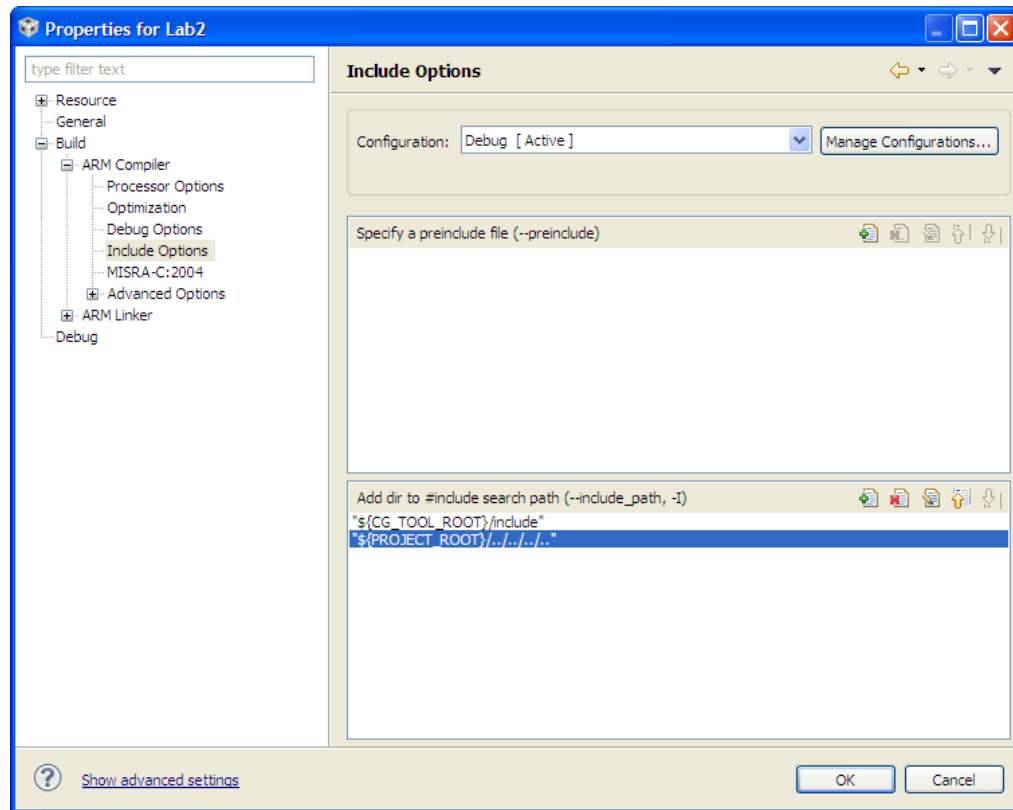 Properties for Lab2
type filter text
Resource
General
Build
ARM Compiler
Processor Options
Optimization
Debug Options
Include Options
MISRA-C:2004
Advanced Options
ARM Linker
Debug
Include Options
Configuration: Debug [ Active ] Manage Configurations...
Specify a preinclude file (--preinclude)
Add dir to #include search path (--include_path, -I)
"${CG_TOOL_ROOT}/include"
"${PROJECT_ROOT}/../../../.."
Show advanced settings
OK Cancel